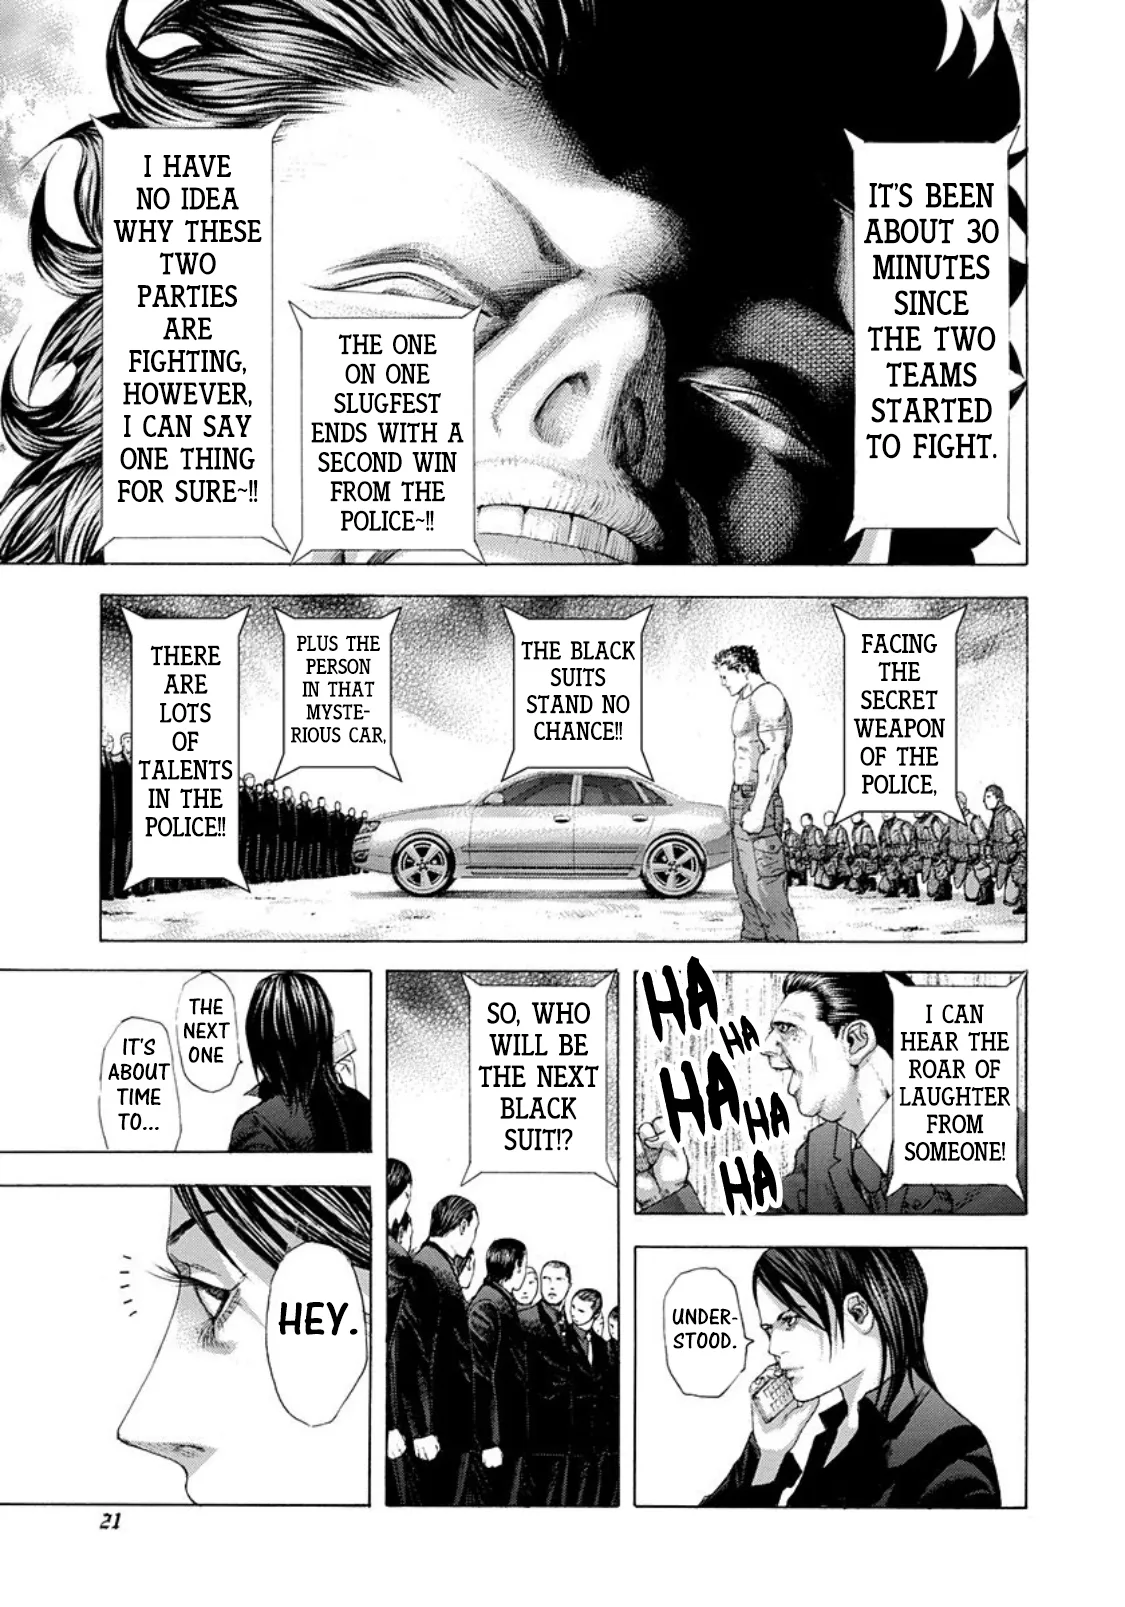 IT'S BEEN
ABOUT 30
MINUTES
SINCE
THE TWO
TEAMS
STARTED
TO FIGHT.
THE ONE
ON ONE
SLUGFEST
ENDS WITH A
SECOND WIN
FROM THE
POLICE~!!
I HAVE
NO IDEA
WHY THESE
TWO
PARTIES
ARE
FIGHTING,
HOWEVER,
I CAN SAY
ONE THING
FOR SURE~!!
FACING
THE
SECRET
WEAPON
OF THE
POLICE,
THE BLACK
SUITS
STAND NO
CHANCE!!
PLUS THE
PERSON
IN THAT
MYSTE-
RIOUS CAR,
THERE
ARE
LOTS
OF
TALENTS
IN THE
POLICE!!
I CAN
HEAR THE
ROAR OF
LAUGHTER
FROM
SOMEONE!
HA
HA
HA
HA
HA
HA
UNDER-
STOOD.
SO, WHO
WILL BE
THE NEXT
BLACK
SUIT!?
THE
NEXT
ONE
IT'S
ABOUT
TIME
TO...
HEY.
21